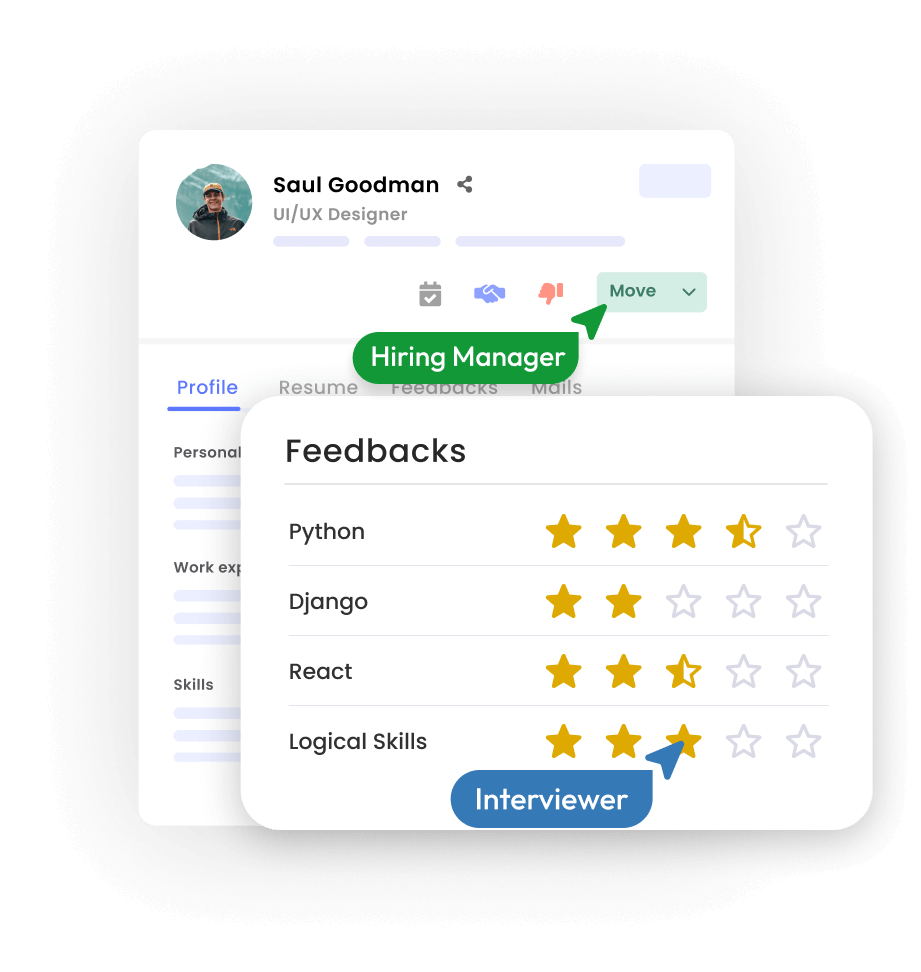 Saul Goodman
UI/UX Designer
Move
Hiring Manager
Profile
Resume
Feedbacks
Mails
Personal
Work exp
Skills
Feedbacks
Python
Django
React
Logical Skills
Interviewer